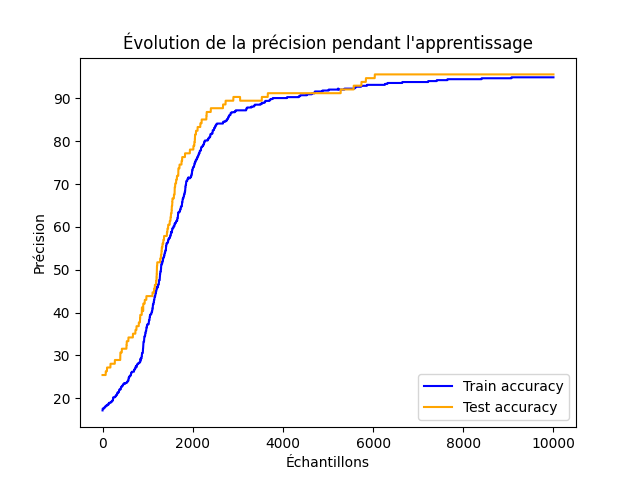 Évolution de la précision pendant l'apprentissage
90
80
70
60
50
40
30
20
Précision
0 2000 4000 6000 8000 10000
Échantillons
Train accuracy
Test accuracy